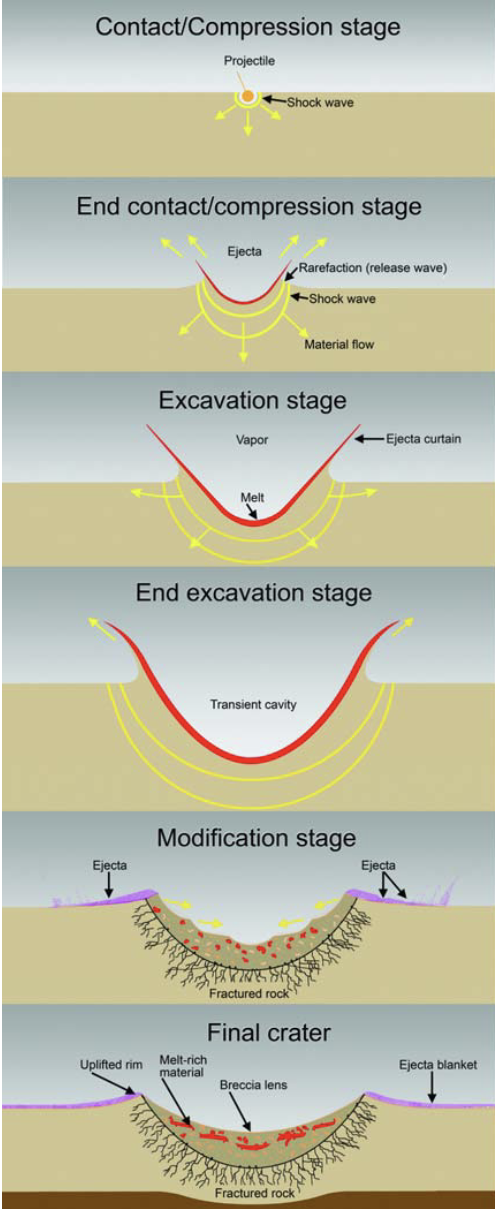 Contact/Compression stage
Projectile
Shock wave
End contact/compression stage
Ejecta
Rarefaction (release wave)
Shock wave
Material flow
Excavation stage
Vapor
Ejecta curtain
Melt
End excavation stage
Transient cavity
Modification stage
Ejecta
Ejecta
Fractured rock
Final crater
Uplifted rim
Melt-rich
material
Breccia lens
Ejecta blanket
Fractured rock